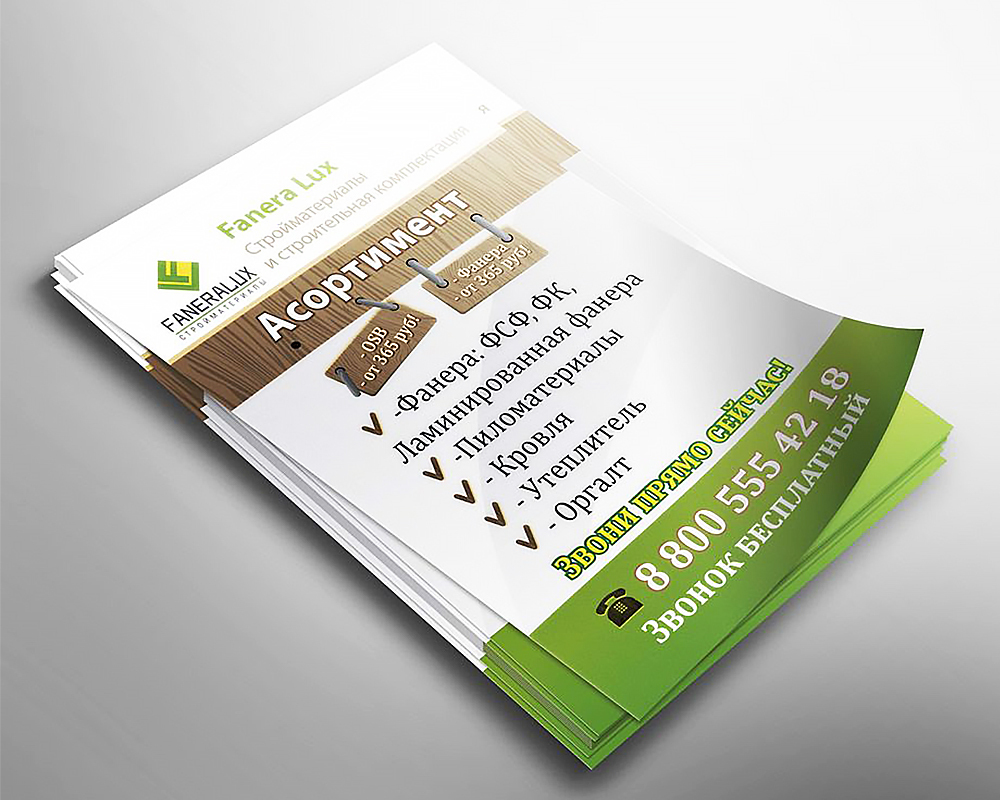 Fanera Lux
Стройматериалы
и строительная комплектация
я
FANERALUX
СТРОЙМАТЕРИАЛЫ
Асортимент
- OSB
- от 365 руб!
- Фанера
- от 365 руб!
-Фанера: ФСФ, ФК,
Ламинированная фанера
-Пиломатериалы
- Кровля
- Утеплитель
- Оргалт
ЗВОНИ ПРЯМО СЕЙЧАС!
8 800 555 42 18
ЗВОНОК БЕСПЛАТНЫЙ